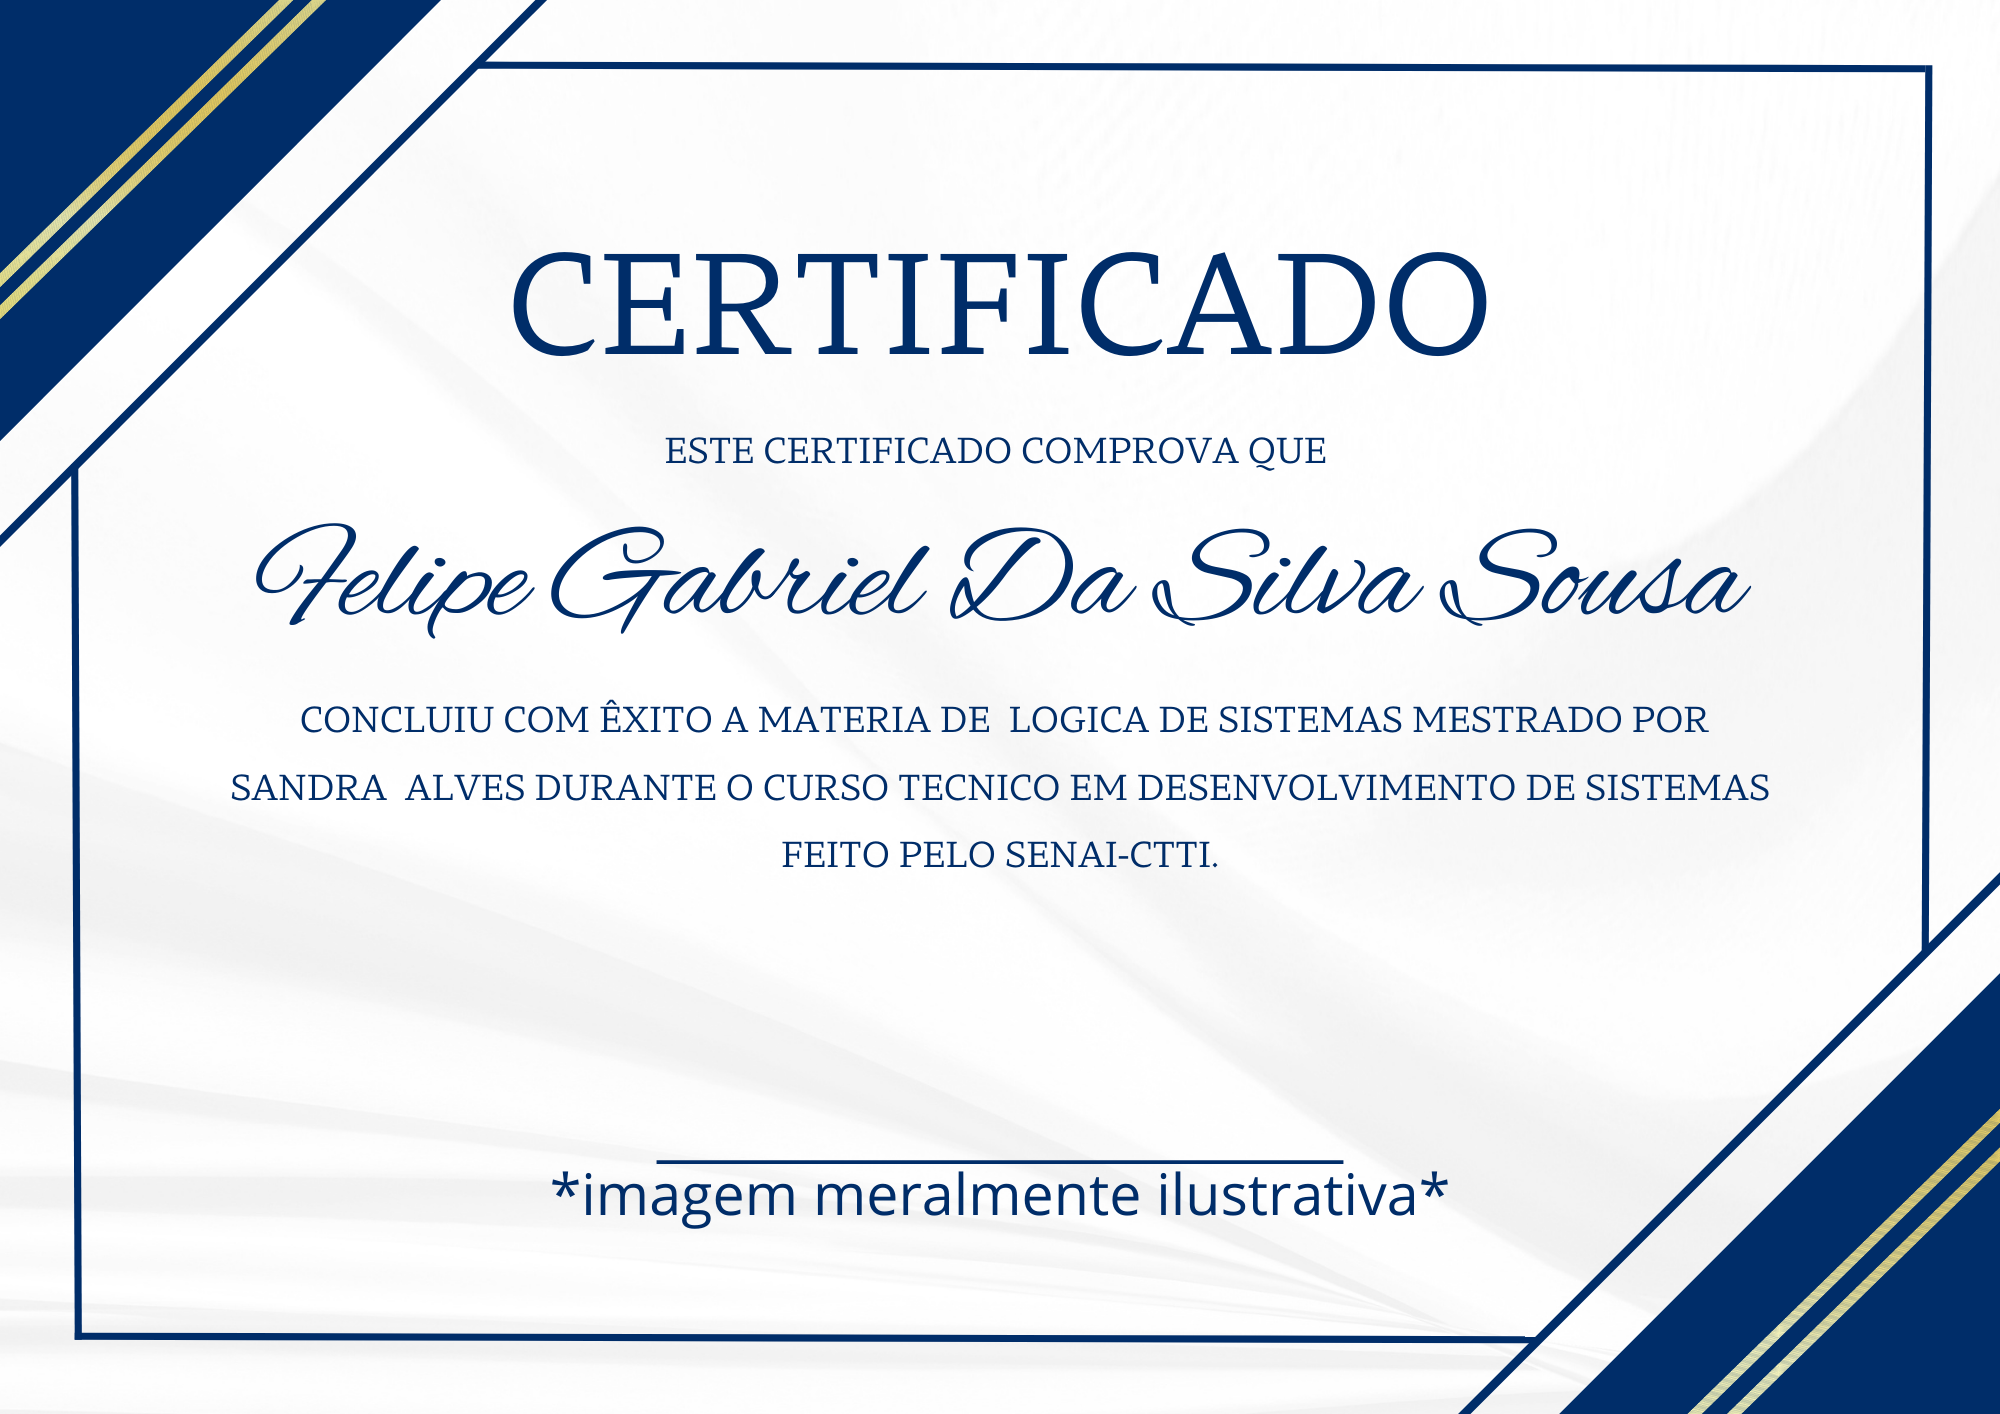 CERTIFICADO
ESTE CERTIFICADO COMPROVA QUE
Felipe Gabriel Da Silva Sousa
CONCLUIU COM ÊXITO A MATERIA DE LOGICA DE SISTEMAS MESTRADO POR
SANDRA ALVES DURANTE O CURSO TECNICO EM DESENVOLVIMENTO DE SISTEMAS
FEITO PELO SENAI-CTTI.
*imagem meralmente ilustrativa*